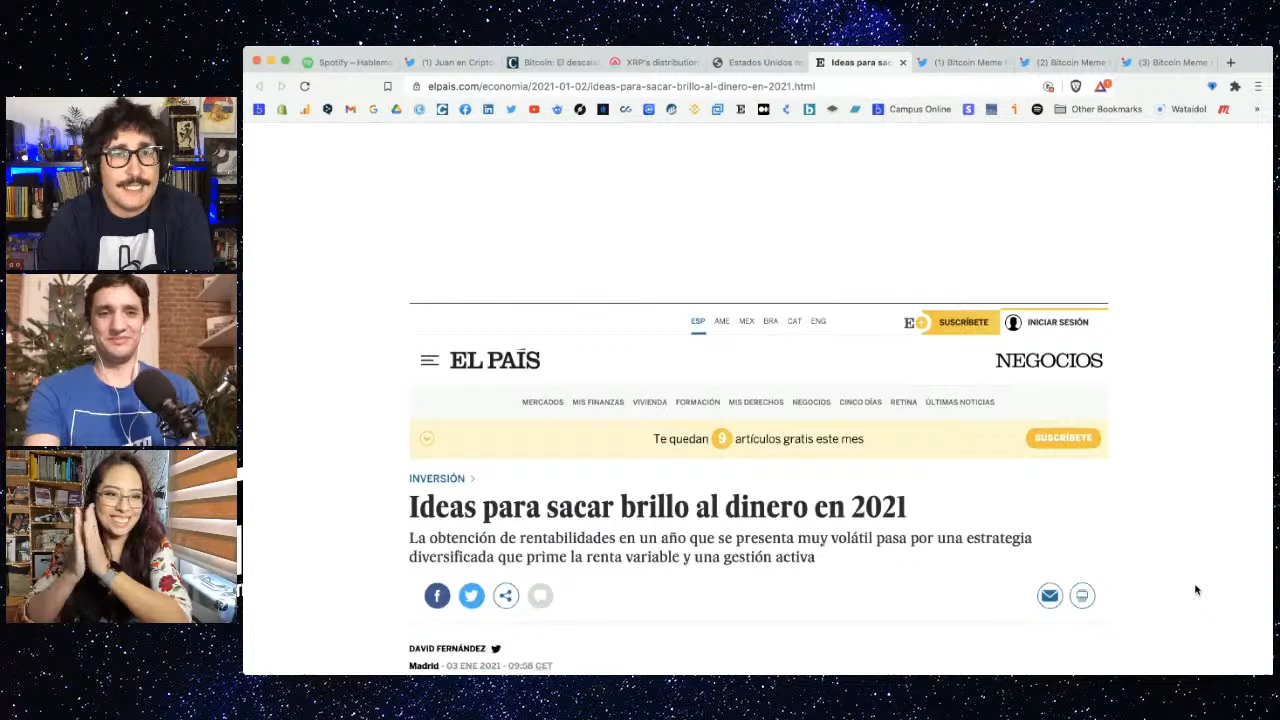 Spotify – Hablemo
(1) Juan en Cripto
Bitcoin: El descala
XRP's distribution
Estados Unidos re
Ideas para sac
(1) Bitcoin Meme
(2) Bitcoin Meme
(3) Bitcoin Meme
elpais.com/economia/2021-01-02/ideas-para-sacar-brillo-al-dinero-en-2021.html
Campus Online
Other Bookmarks
Wataidol
ESP AME MEX BRA CAT ENG
E+ SUSCRÍBETE
INICIAR SESIÓN
EL PAÍS
NEGOCIOS
MERCADOS MIS FINANZAS VIVIENDA FORMACIÓN MIS DERECHOS NEGOCIOS CINCO DÍAS RETINA ÚLTIMAS NOTICIAS
Te quedan 9 artículos gratis este mes
SUSCRÍBETE
INVERSIÓN
Ideas para sacar brillo al dinero en 2021
La obtención de rentabilidades en un año que se presenta muy volátil pasa por una estrategia
diversificada que prime la renta variable y una gestión activa
DAVID FERNÁNDEZ
Madrid - 03 ENE 2021 - 09:58 CET